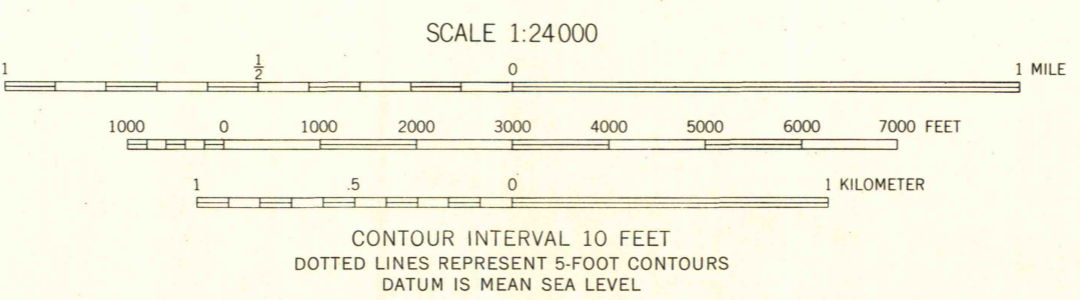 SCALE 1:24000
1 ½ 0 1 MILE
1000 0 1000 2000 3000 4000 5000 6000 7000 FEET
1 .5 0 1 KILOMETER
CONTOUR INTERVAL 10 FEET
DOTTED LINES REPRESENT 5-FOOT CONTOURS
DATUM IS MEAN SEA LEVEL